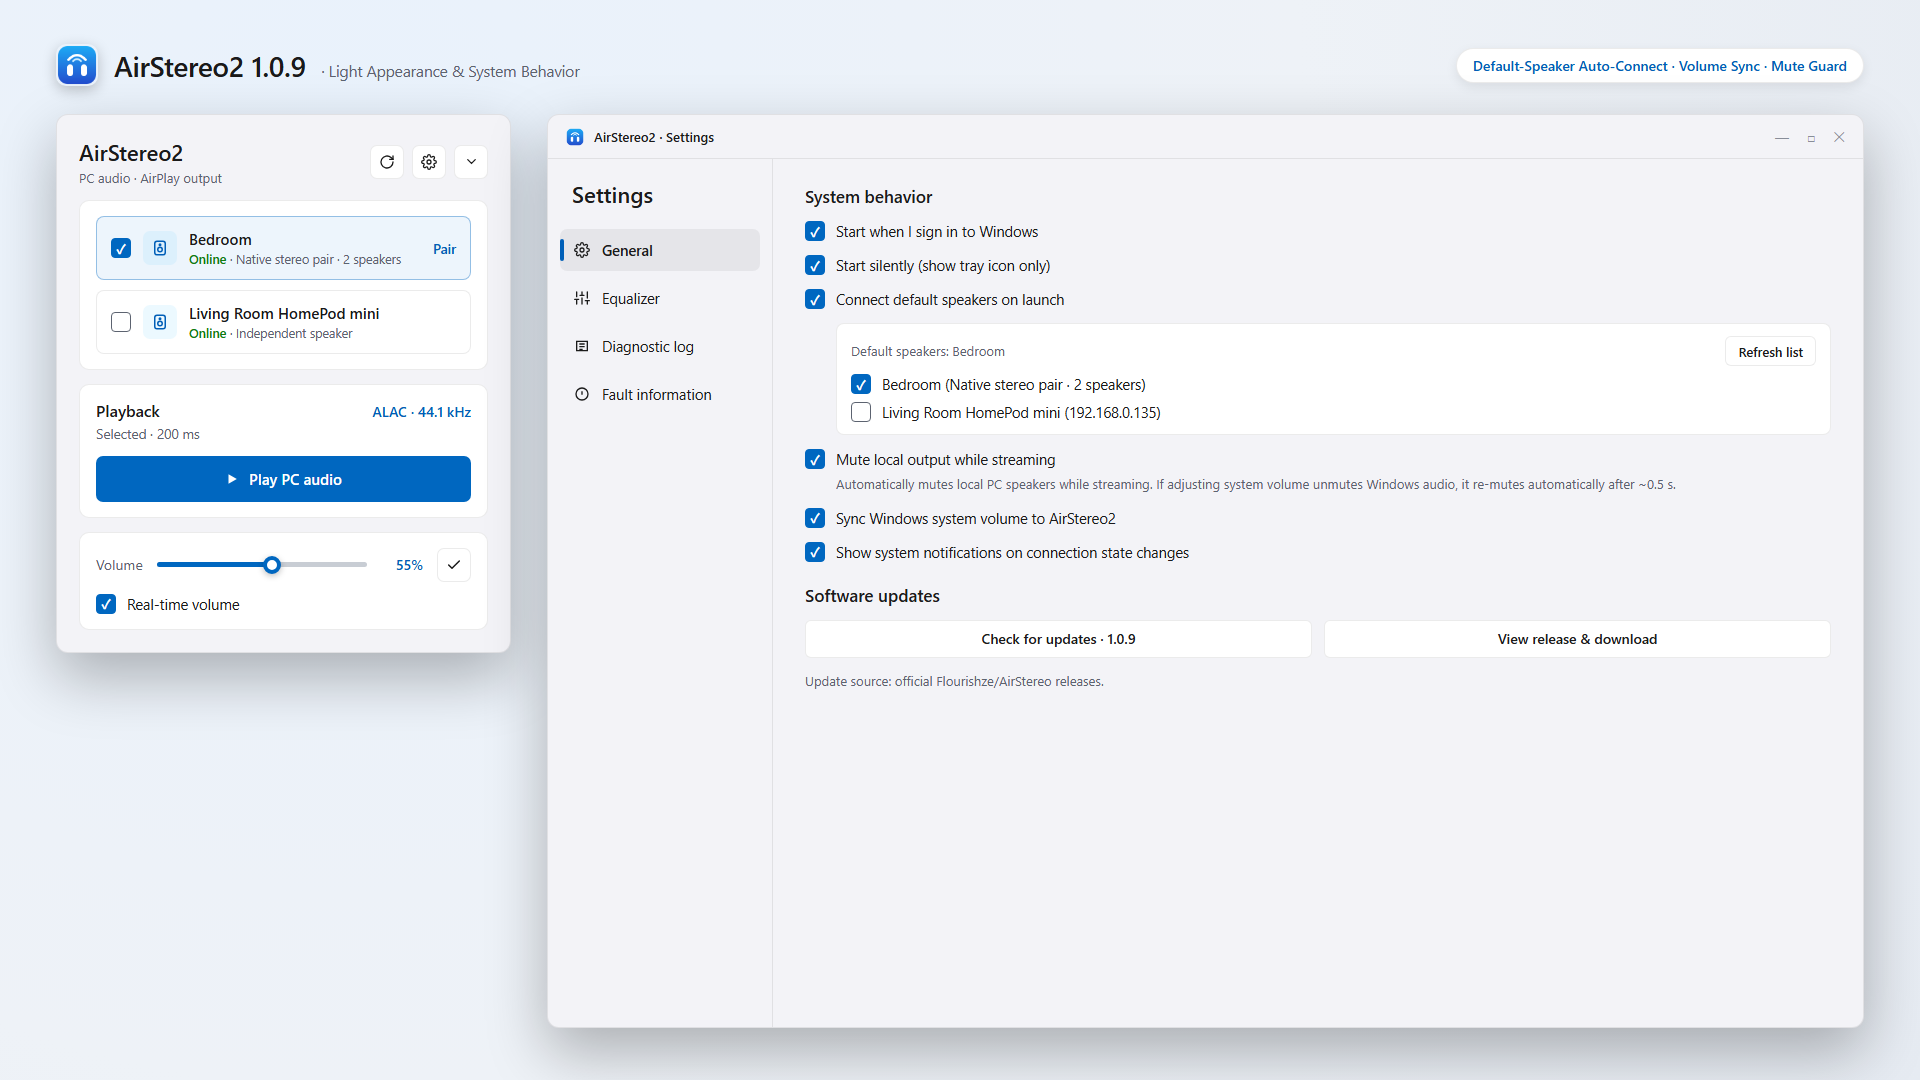 AirStereo2 1.0.9 · Light Appearance & System Behavior
Default-Speaker Auto-Connect · Volume Sync · Mute Guard
AirStereo2
PC audio · AirPlay output
Bedroom
Online · Native stereo pair · 2 speakers
Pair
Living Room HomePod mini
Online · Independent speaker
Playback
ALAC · 44.1 kHz
Selected · 200 ms
Play PC audio
Volume
55%
Real-time volume
AirStereo2 · Settings
Settings
General
Equalizer
Diagnostic log
Fault information
System behavior
Start when I sign in to Windows
Start silently (show tray icon only)
Connect default speakers on launch
Default speakers: Bedroom
Refresh list
Bedroom (Native stereo pair · 2 speakers)
Living Room HomePod mini (192.168.0.135)
Mute local output while streaming
Automatically mutes local PC speakers while streaming. If adjusting system volume unmutes Windows audio, it re-mutes automatically after ~0.5 s.
Sync Windows system volume to AirStereo2
Show system notifications on connection state changes
Software updates
Check for updates · 1.0.9
View release & download
Update source: official Flourishze/AirStereo releases.